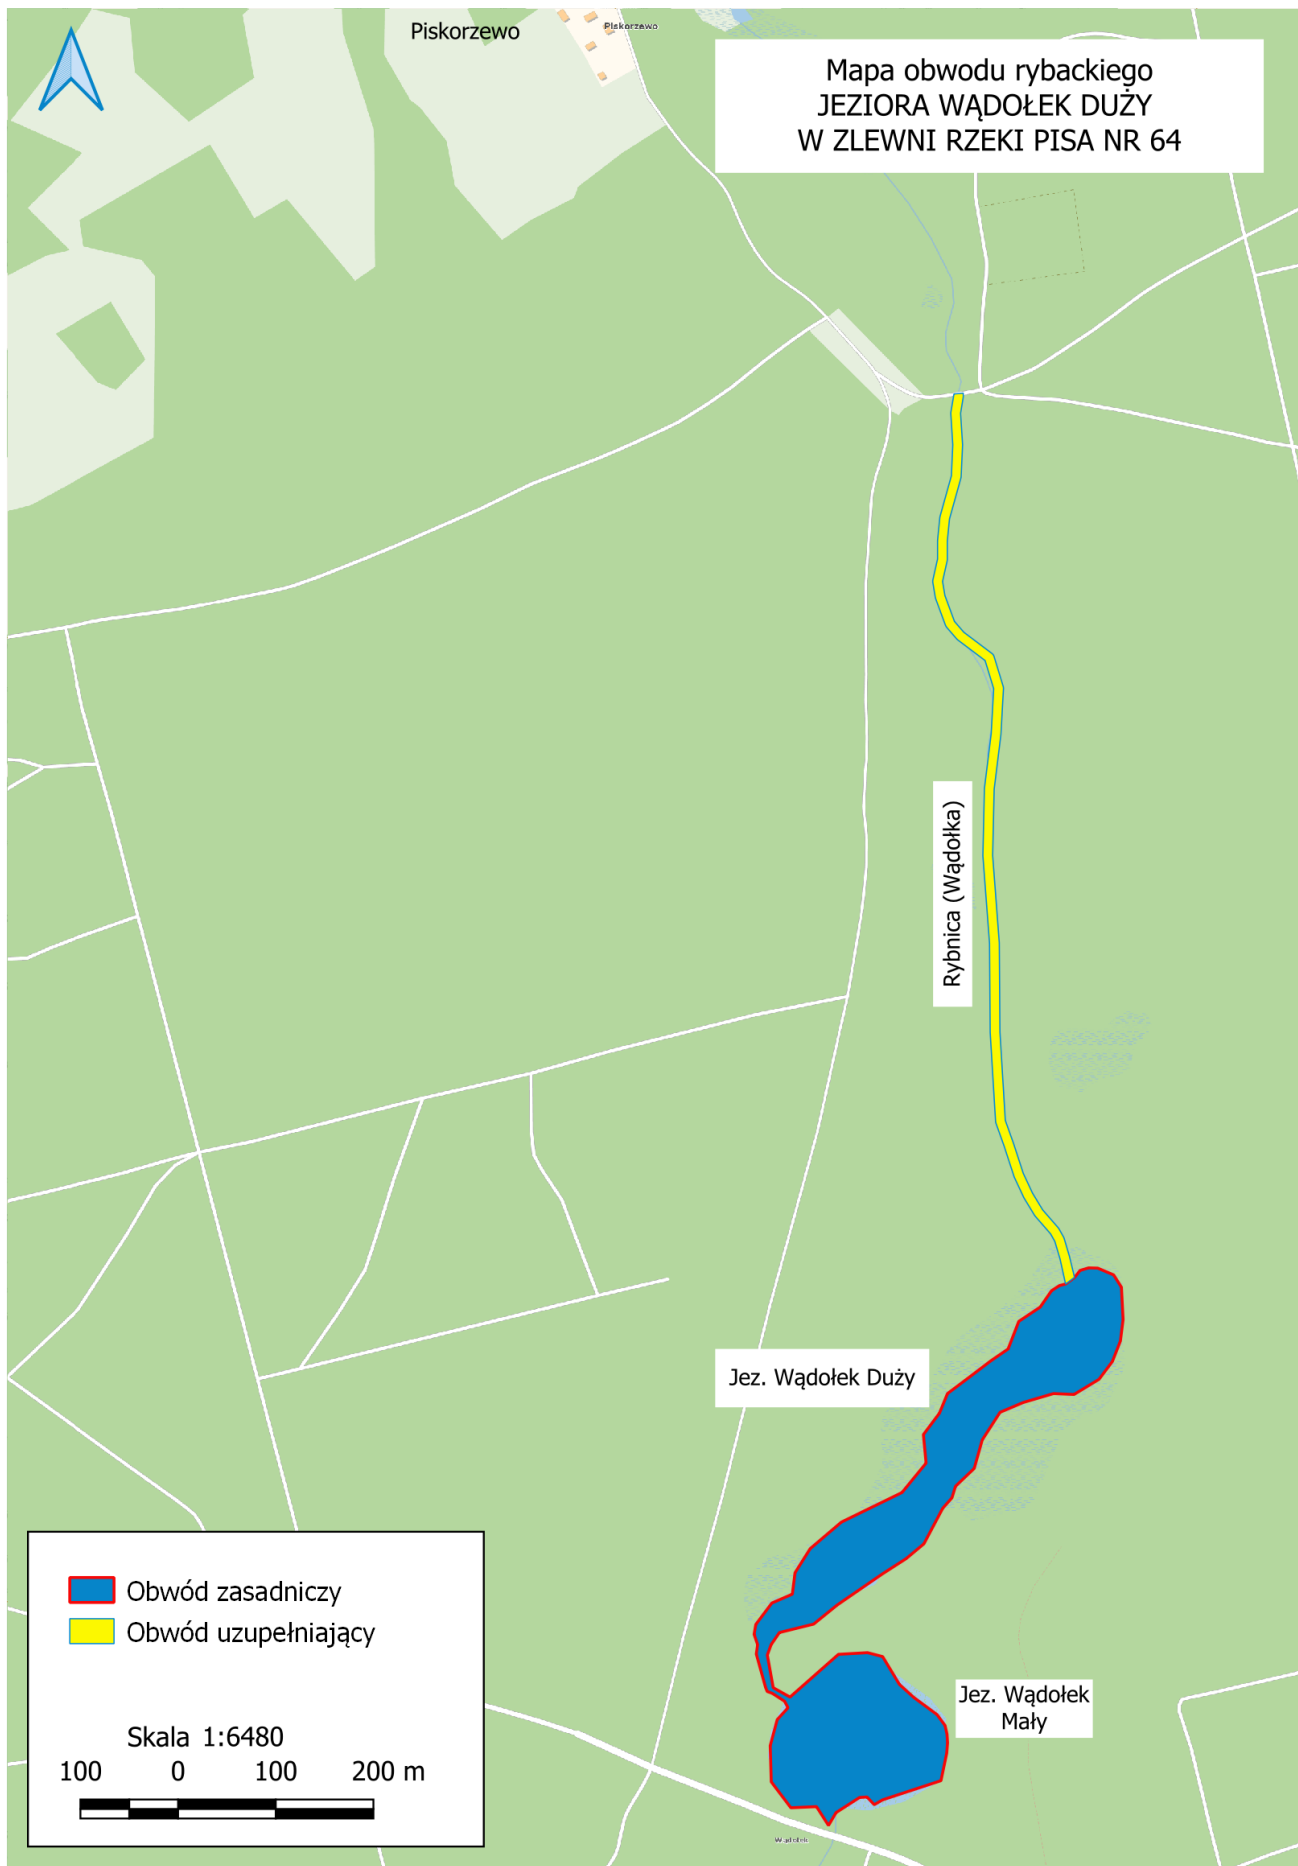 Piskorzewo
Piskorzewo
Mapa obwodu rybackiego
JEZIORA WĄDOŁEK DUŻY
W ZLEWNI RZEKI PISA NR 64
Rybnica (Wądołka)
Jez. Wądołek Duży
Jez. Wądołek
Mały
Obwód zasadniczy
Obwód uzupełniający
Skala 1:6480
100 0 100 200 m
Wądołek